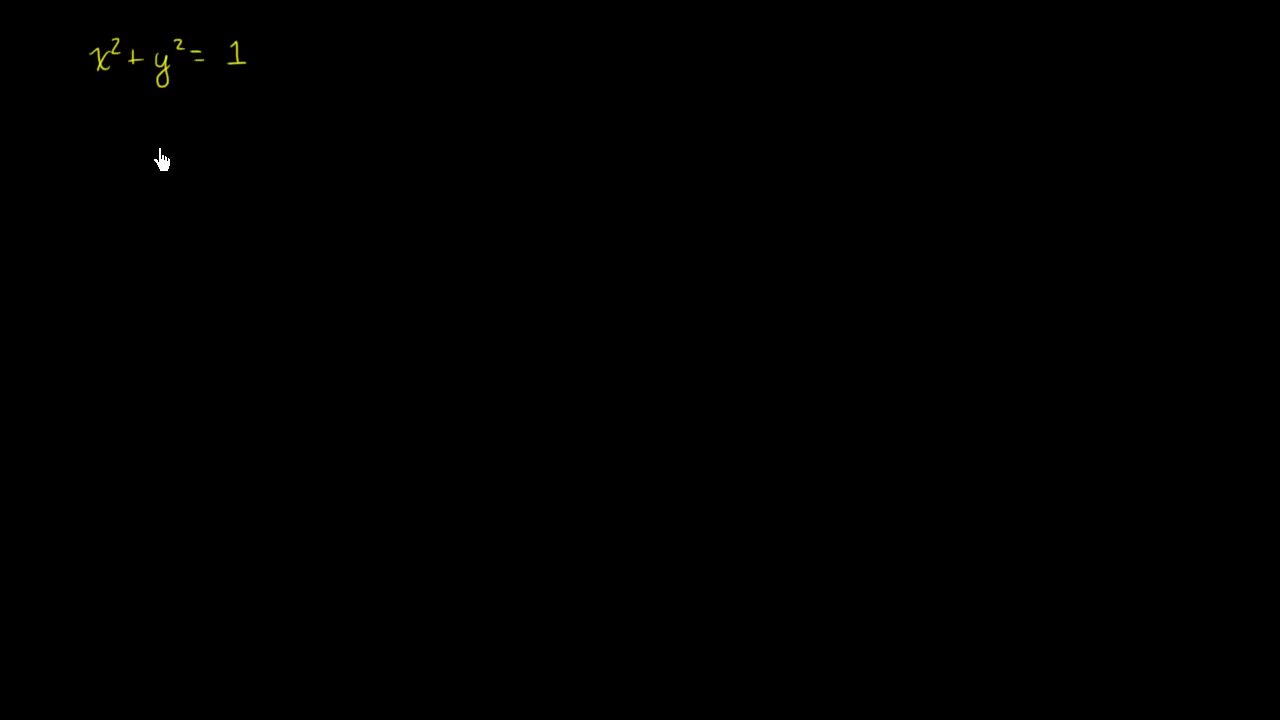 x² + y² = 1